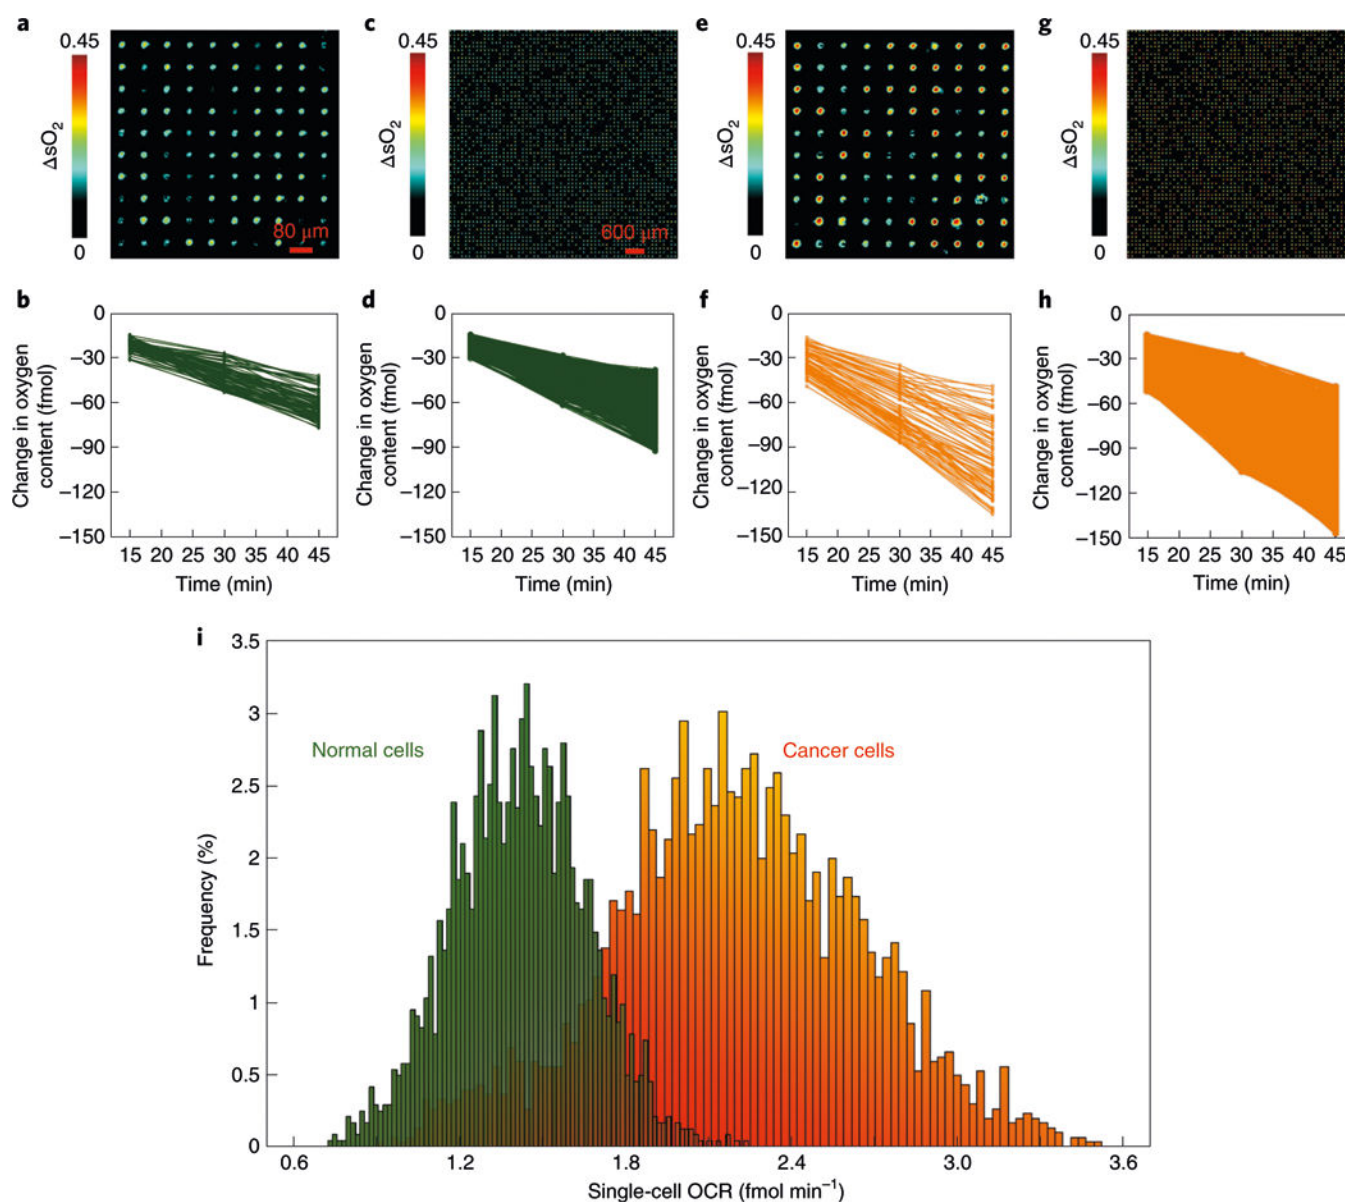 a c e g
0.45 0.45 0.45 0.45
ΔsO₂ ΔsO₂ ΔsO₂ ΔsO₂
80 μm 600 μm
0 0 0 0
b d f h
0 0 0 0
−30 −30 −30 −30
−60 −60 −60 −60
−90 −90 −90 −90
−120 −120 −120 −120
−150 −150 −150 −150
Change in oxygen Change in oxygen Change in oxygen Change in oxygen
content (fmol) content (fmol) content (fmol) content (fmol)
15 20 25 30 35 40 45 15 20 25 30 35 40 45 15 20 25 30 35 40 45 15 20 25 30 35 40 45
Time (min) Time (min) Time (min) Time (min)
i
3.5
3
Normal cells Cancer cells
2.5
2
Frequency (%)
1.5
1
0.5
0
0.6 1.2 1.8 2.4 3.0 3.6
Single-cell OCR (fmol min⁻¹)